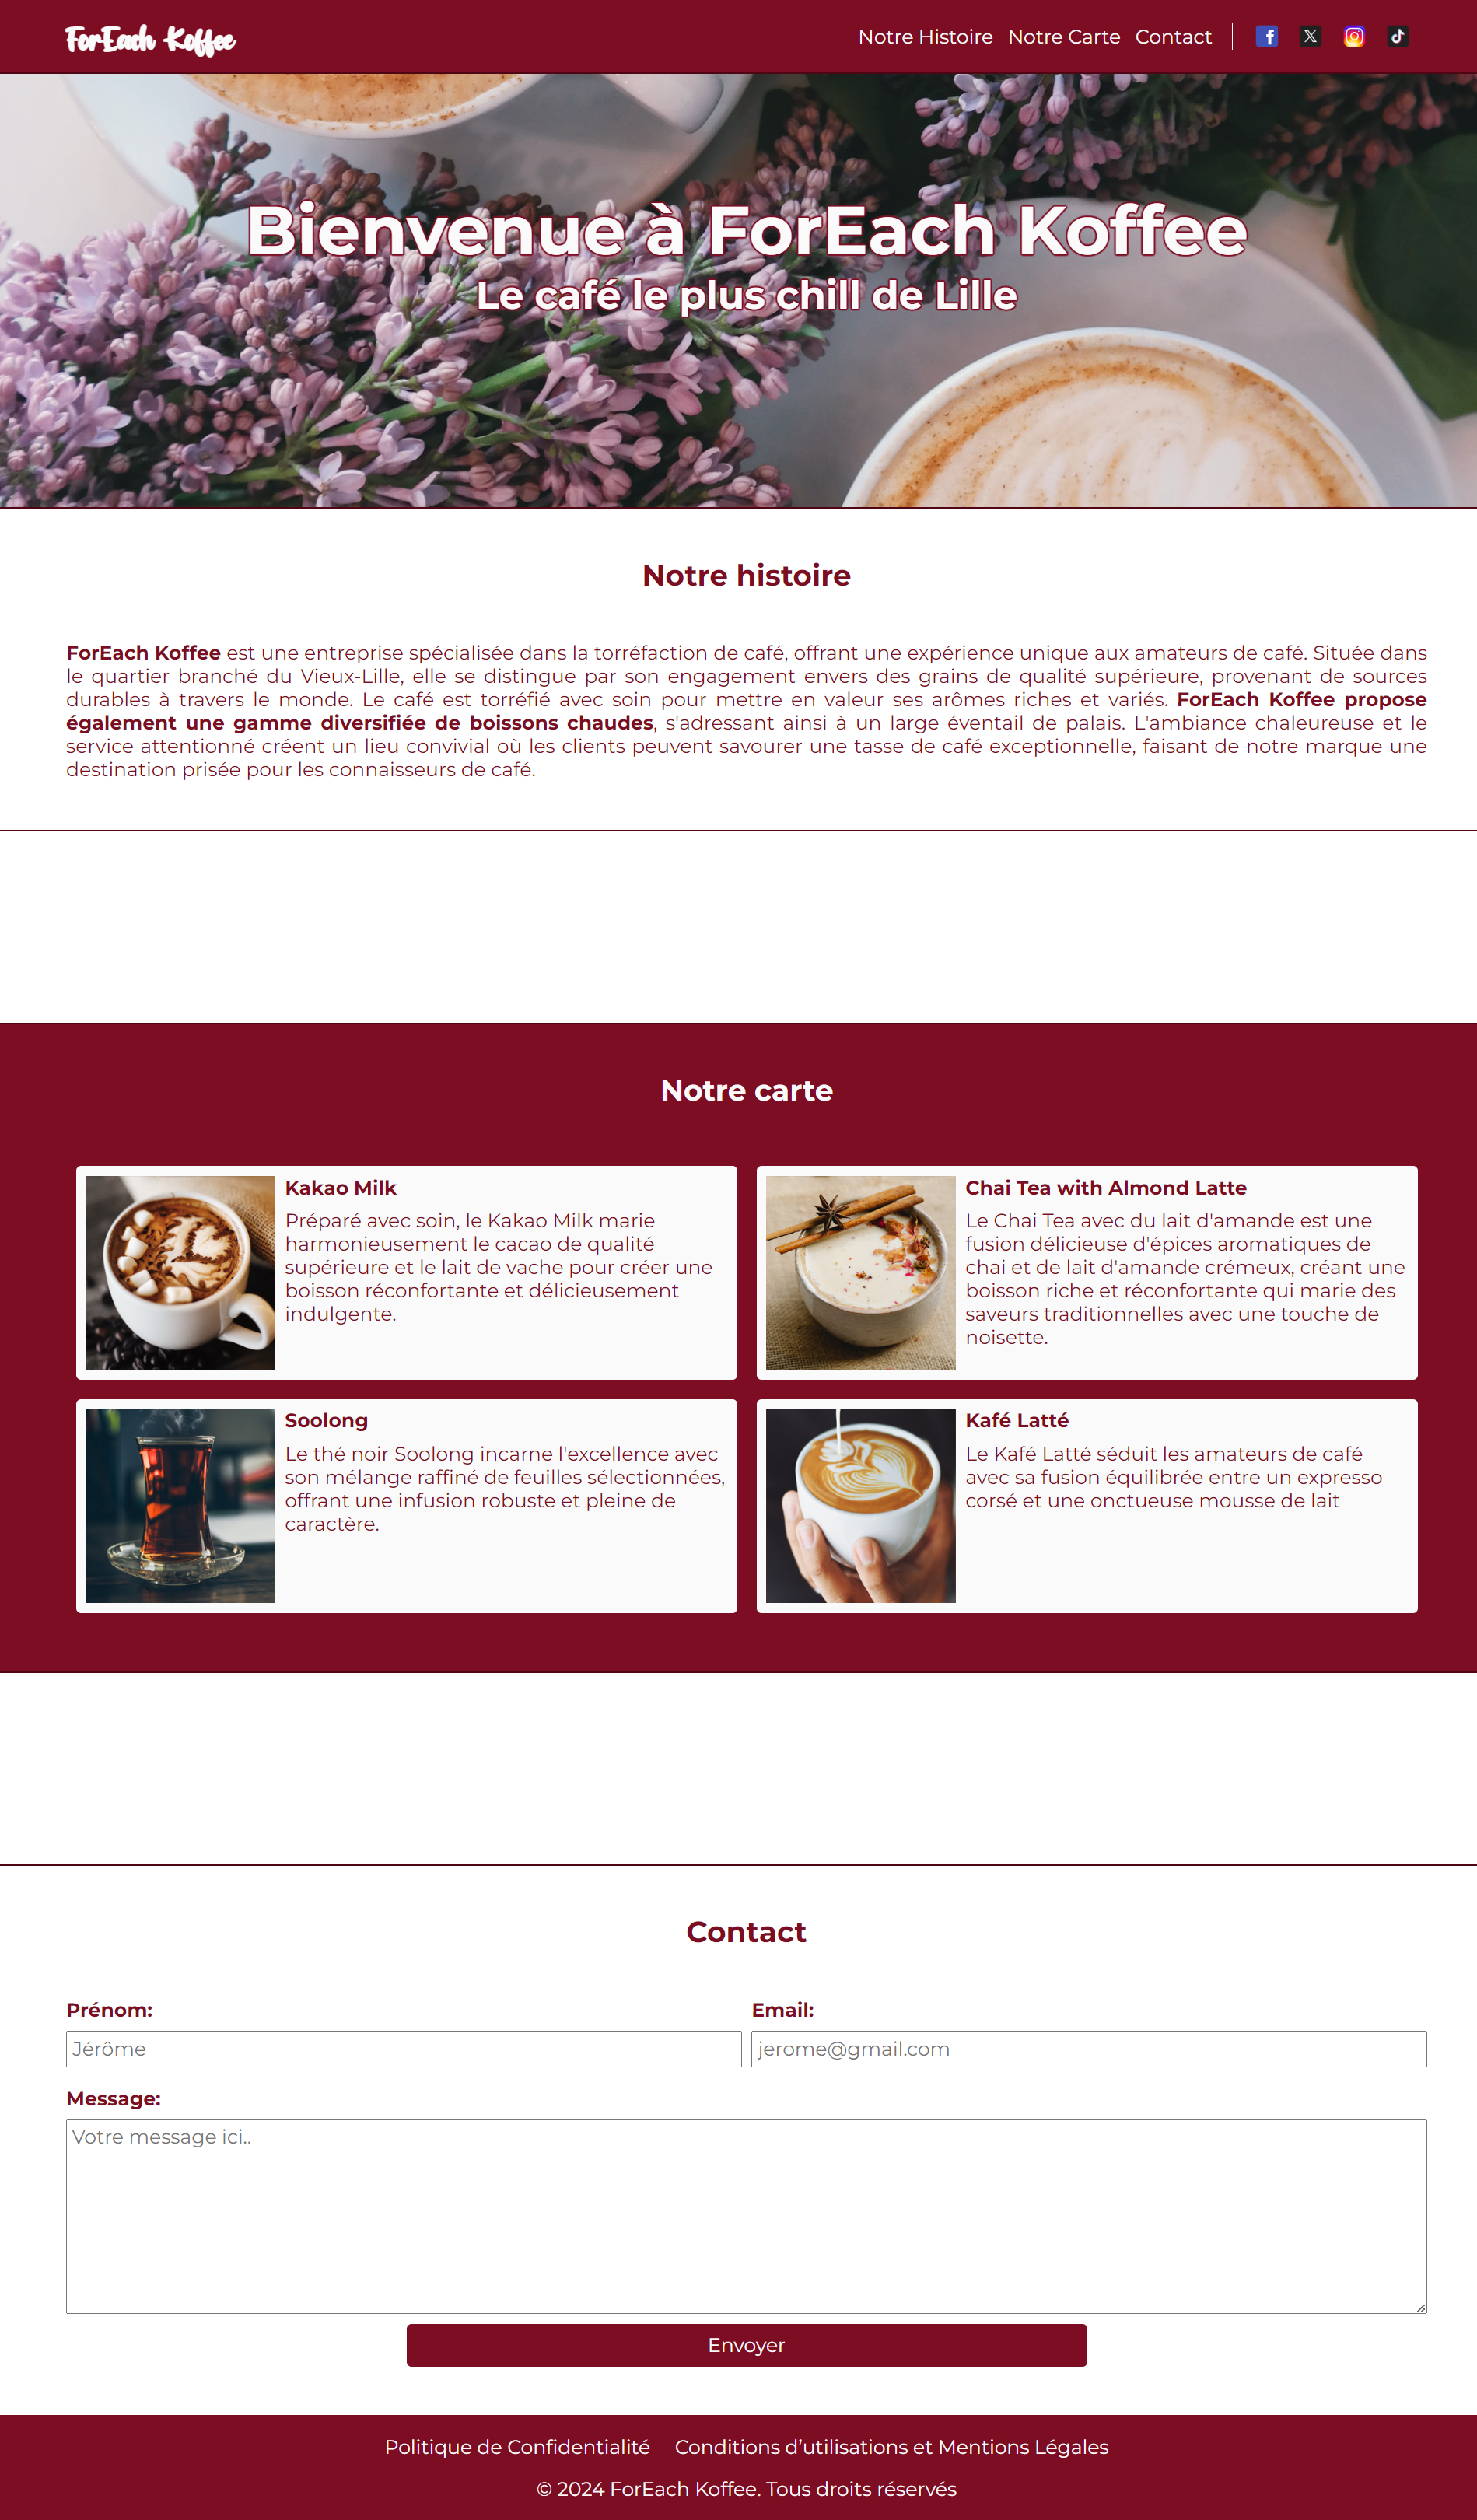 ForEach Koffee
Notre Histoire Notre Carte Contact
Bienvenue à ForEach Koffee
Le café le plus chill de Lille
Notre histoire
ForEach Koffee est une entreprise spécialisée dans la torréfaction de café, offrant une expérience unique aux amateurs de café. Située dans
le quartier branché du Vieux-Lille, elle se distingue par son engagement envers des grains de qualité supérieure, provenant de sources
durables à travers le monde. Le café est torréfié avec soin pour mettre en valeur ses arômes riches et variés. ForEach Koffee propose
également une gamme diversifiée de boissons chaudes, s'adressant ainsi à un large éventail de palais. L'ambiance chaleureuse et le
service attentionné créent un lieu convivial où les clients peuvent savourer une tasse de café exceptionnelle, faisant de notre marque une
destination prisée pour les connaisseurs de café.
Notre carte
Kakao Milk
Préparé avec soin, le Kakao Milk marie
harmonieusement le cacao de qualité
supérieure et le lait de vache pour créer une
boisson réconfortante et délicieusement
indulgente.
Chai Tea with Almond Latte
Le Chai Tea avec du lait d'amande est une
fusion délicieuse d'épices aromatiques de
chai et de lait d'amande crémeux, créant une
boisson riche et réconfortante qui marie des
saveurs traditionnelles avec une touche de
noisette.
Soolong
Le thé noir Soolong incarne l'excellence avec
son mélange raffiné de feuilles sélectionnées,
offrant une infusion robuste et pleine de
caractère.
Kafé Latté
Le Kafé Latté séduit les amateurs de café
avec sa fusion équilibrée entre un expresso
corsé et une onctueuse mousse de lait
Contact
Prénom:
Jérôme
Email:
jerome@gmail.com
Message:
Votre message ici..
Envoyer
Politique de Confidentialité Conditions d’utilisations et Mentions Légales
© 2024 ForEach Koffee. Tous droits réservés